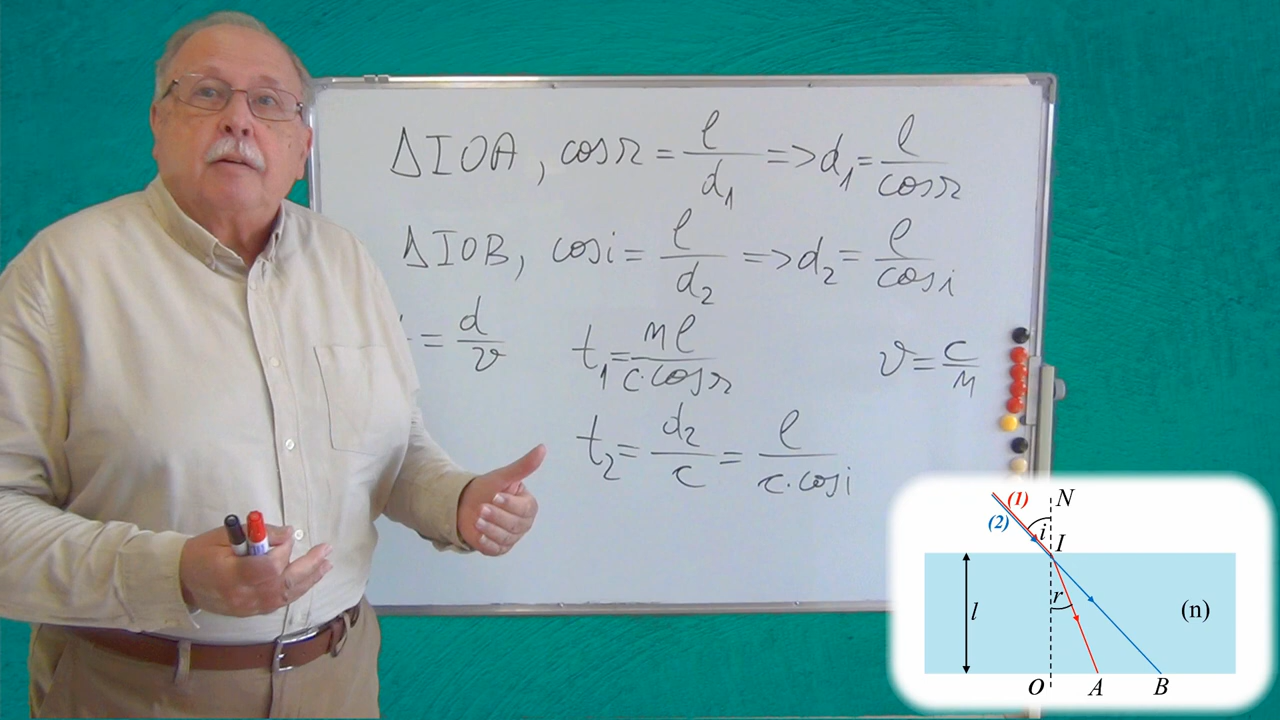 ΔIOA, cos r = l/d₁ => d₁ = l/cos r
ΔIOB, cos i = l/d₂ => d₂ = l/cos i
= d/v
t₁ = nl/c·cos r
v = c/n
t₂ = d₂/c = l/c·cos i
(1)
N
(2)
i
I
r
l
(n)
O A B